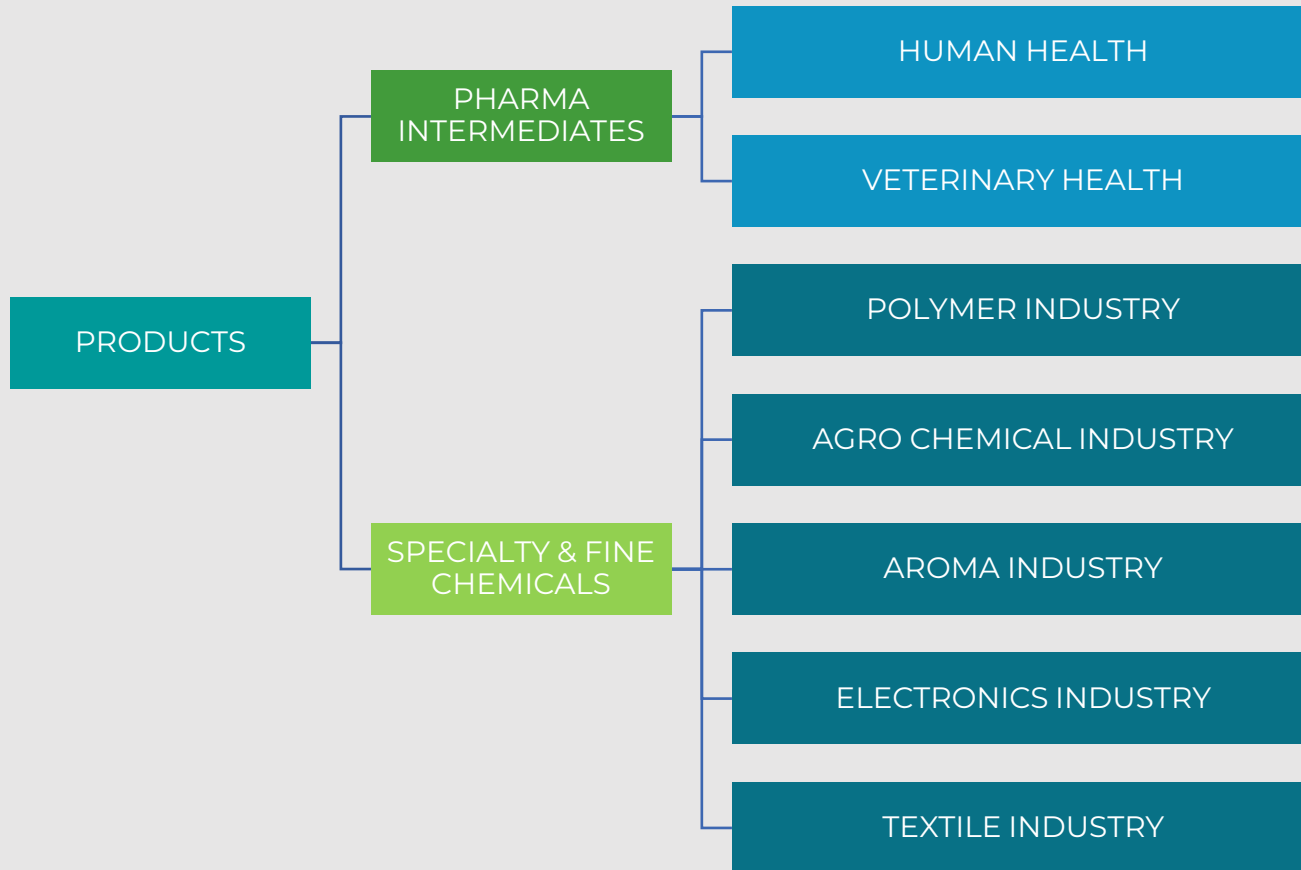 PRODUCTS
PHARMA
INTERMEDIATES
HUMAN HEALTH
VETERINARY HEALTH
SPECIALTY & FINE
CHEMICALS
POLYMER INDUSTRY
AGRO CHEMICAL INDUSTRY
AROMA INDUSTRY
ELECTRONICS INDUSTRY
TEXTILE INDUSTRY